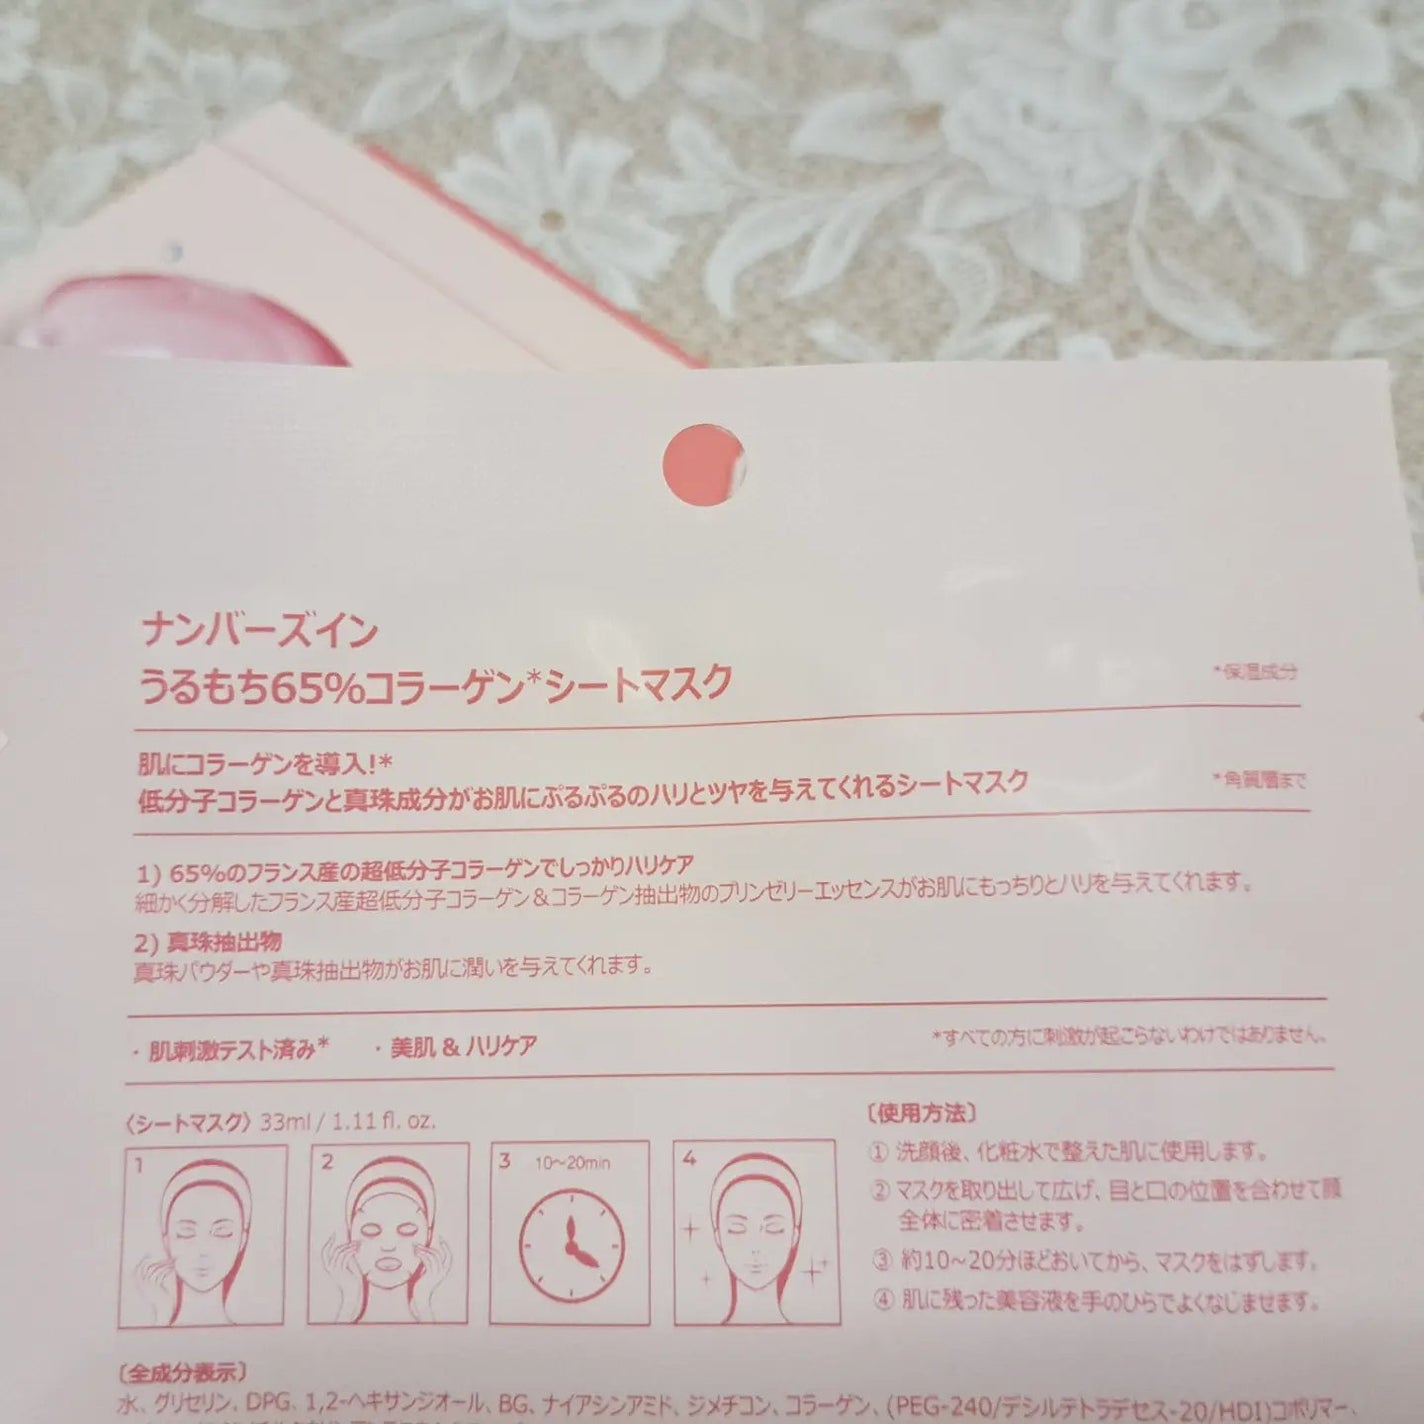 ナンバーズイン
うるもち65%コラーゲン*シートマスク
*保湿成分
肌にコラーゲンを導入!*
低分子コラーゲンと真珠成分がお肌にぷるぷるのハリとツヤを与えてくれるシートマスク
*角質層まで
1) 65%のフランス産の超低分子コラーゲンでしっかりハリケア
細かく分解したフランス産超低分子コラーゲン&コラーゲン抽出物のプリンゼリーエッセンスがお肌にもっちりとハリを与えてくれます。
2) 真珠抽出物
真珠パウダーや真珠抽出物がお肌に潤いを与えてくれます。
・肌刺激テスト済み* ・美肌 & ハリケア
*すべての方に刺激が起こらないわけではありません。
〈シートマスク〉33ml / 1.11 fl. oz.
1
2
3 10~20min
4
〔使用方法〕
① 洗顔後、化粧水で整えた肌に使用します。
② マスクを取り出して広げ、目と口の位置を合わせて顔
全体に密着させます。
③ 約10~20分ほどおいてから、マスクをはずします。
④ 肌に残った美容液を手のひらでよくなじませます。
〔全成分表示〕
水、グリセリン、DPG、1,2-ヘキサンジオール、BG、ナイアシンアミド、ジメチコン、コラーゲン、(PEG-240/デシルテトラデセス-20/HDI)コポリマー、